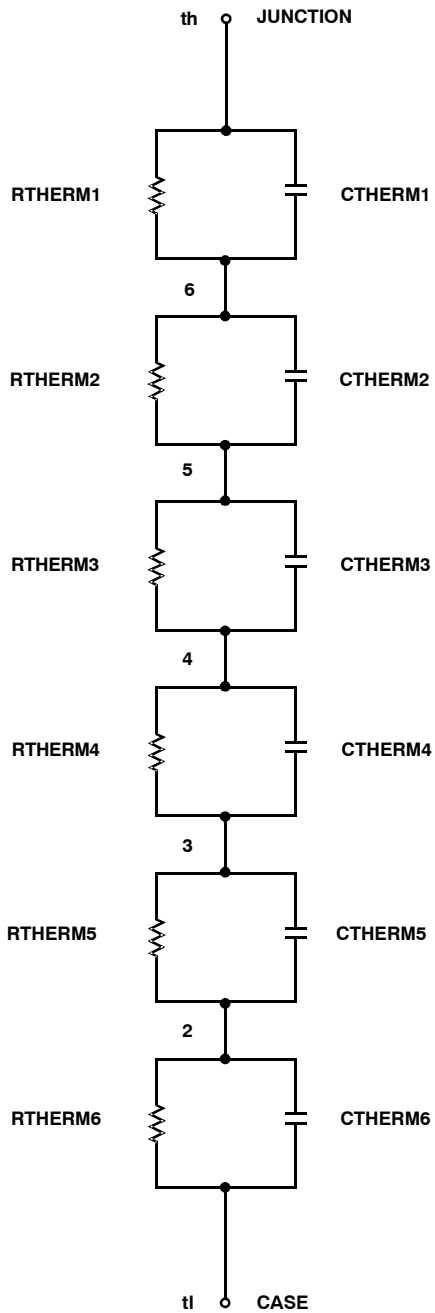 th JUNCTION
RTHERM1 CTHERM1
6
RTHERM2 CTHERM2
5
RTHERM3 CTHERM3
4
RTHERM4 CTHERM4
3
RTHERM5 CTHERM5
2
RTHERM6 CTHERM6
tl CASE